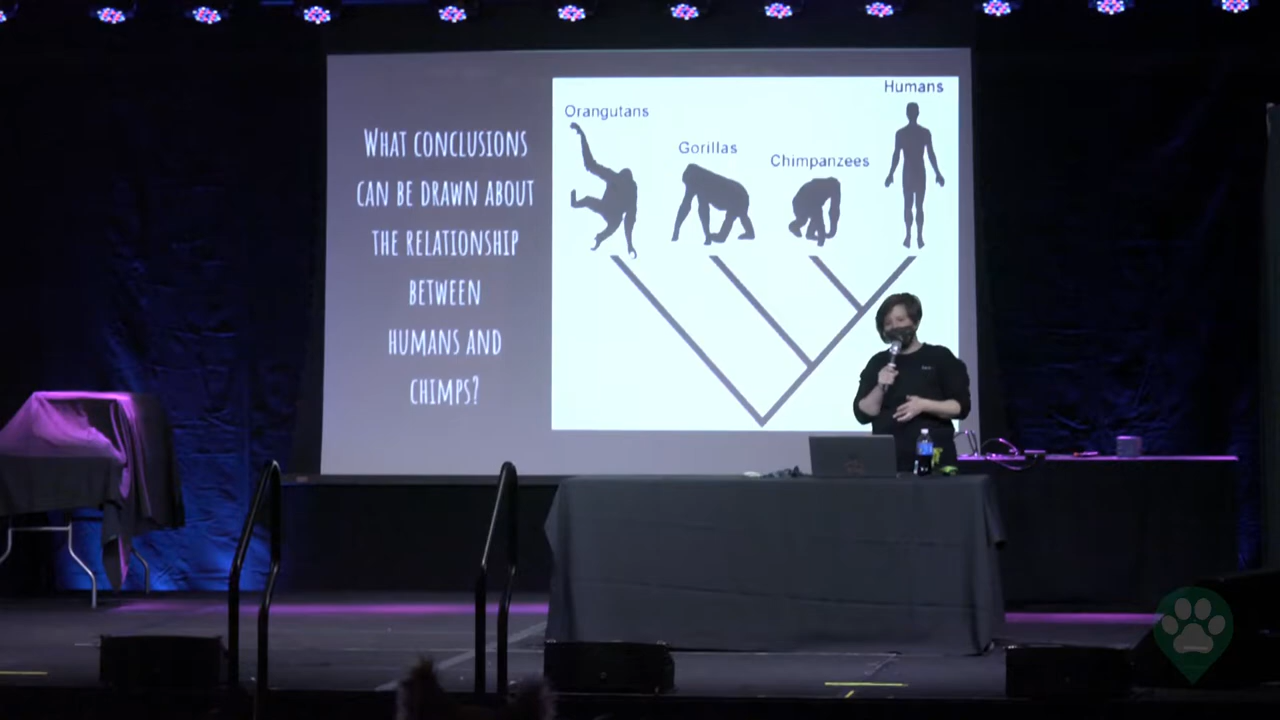 WHAT CONCLUSIONS
CAN BE DRAWN ABOUT
THE RELATIONSHIP
BETWEEN
HUMANS AND
CHIMPS?
Orangutans
Gorillas
Chimpanzees
Humans